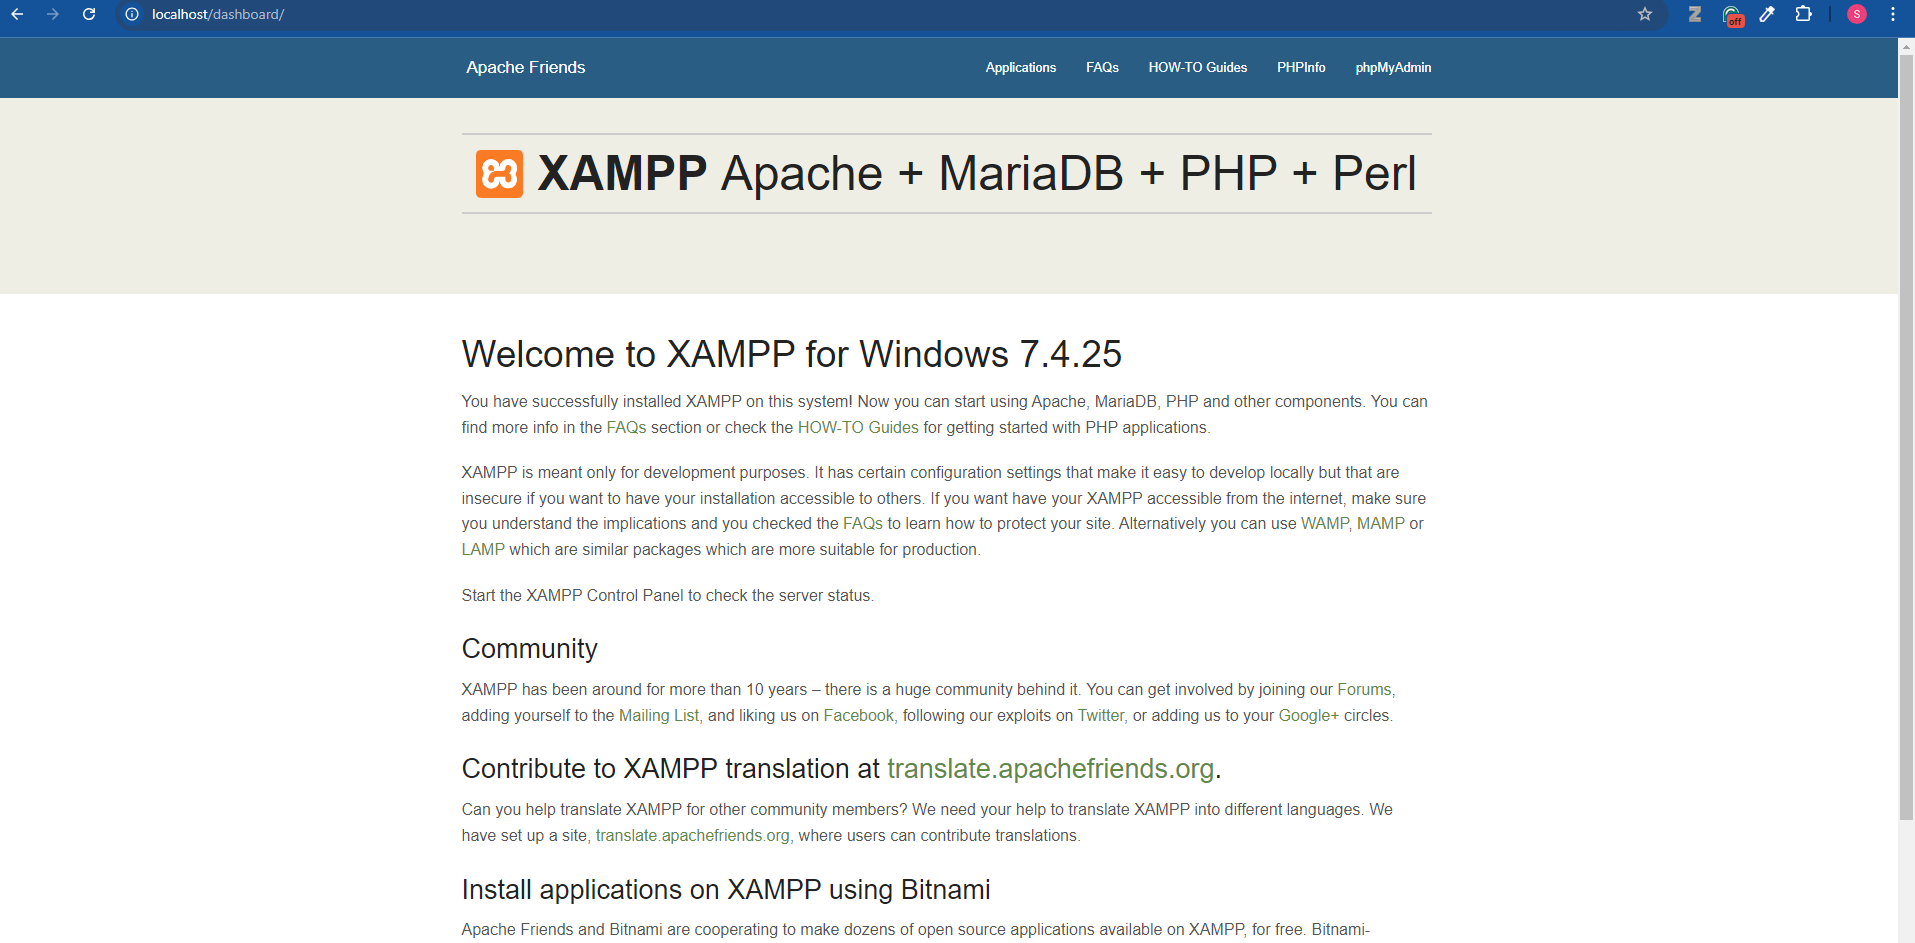 localhost/dashboard/
off
S
Apache Friends
Applications
FAQs
HOW-TO Guides
PHPInfo
phpMyAdmin
XAMPP Apache + MariaDB + PHP + Perl
Welcome to XAMPP for Windows 7.4.25
You have successfully installed XAMPP on this system! Now you can start using Apache, MariaDB, PHP and other components. You can
find more info in the FAQs section or check the HOW-TO Guides for getting started with PHP applications.
XAMPP is meant only for development purposes. It has certain configuration settings that make it easy to develop locally but that are
insecure if you want to have your installation accessible to others. If you want have your XAMPP accessible from the internet, make sure
you understand the implications and you checked the FAQs to learn how to protect your site. Alternatively you can use WAMP, MAMP or
LAMP which are similar packages which are more suitable for production.
Start the XAMPP Control Panel to check the server status.
Community
XAMPP has been around for more than 10 years – there is a huge community behind it. You can get involved by joining our Forums,
adding yourself to the Mailing List, and liking us on Facebook, following our exploits on Twitter, or adding us to your Google+ circles.
Contribute to XAMPP translation at translate.apachefriends.org.
Can you help translate XAMPP for other community members? We need your help to translate XAMPP into different languages. We
have set up a site, translate.apachefriends.org, where users can contribute translations.
Install applications on XAMPP using Bitnami
Apache Friends and Bitnami are cooperating to make dozens of open source applications available on XAMPP, for free. Bitnami-